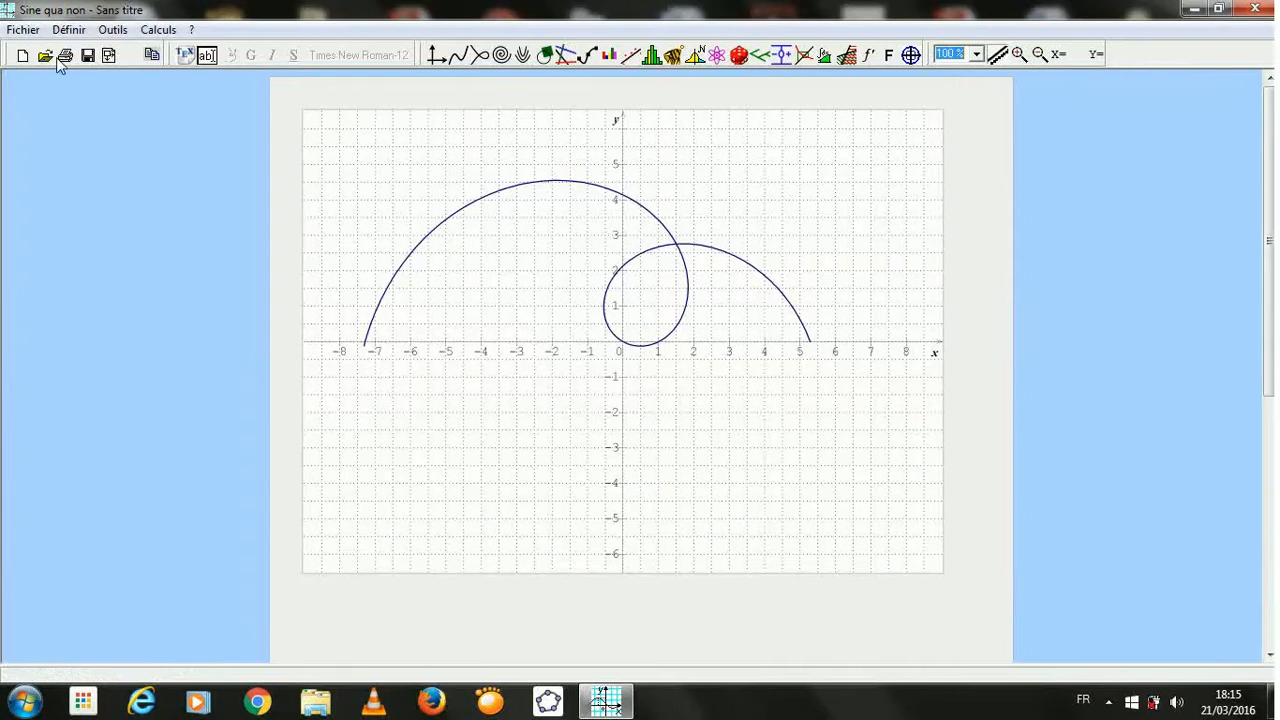 Sine qua non - Sans titre
Fichier Définir Outils Calculs ?
TEX ab G I S Times New Roman-12 N f' F 100 % X= Y=
y
5
4
3
2
1
-8 -7 -6 -5 -4 -3 -2 -1 0 1 2 3 4 5 6 7 8 x
-1
-2
-3
-4
-5
-6
FR 18:15
21/03/2016